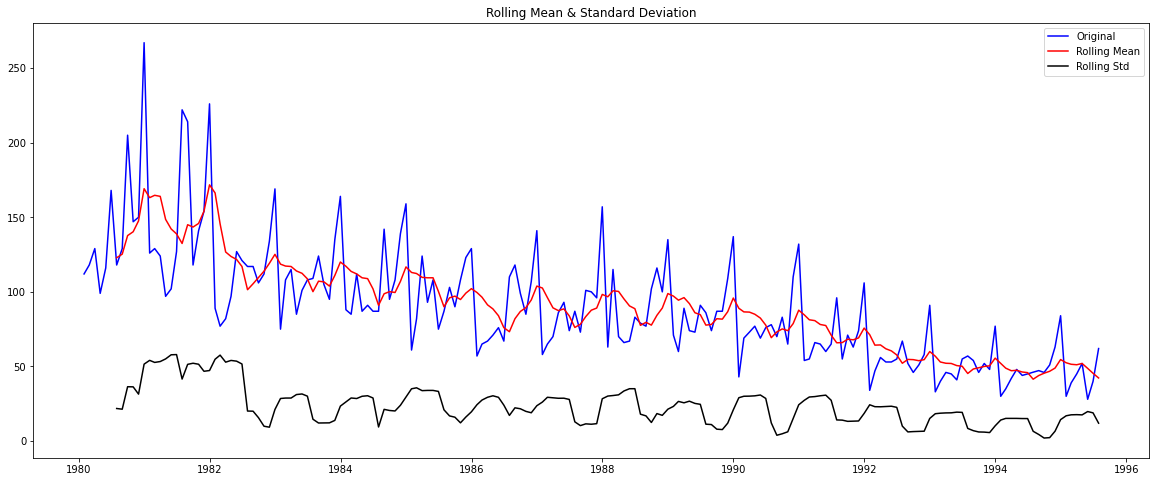 Rolling Mean & Standard Deviation
Original
Rolling Mean
Rolling Std
250
200
150
100
50
0
1980 1982 1984 1986 1988 1990 1992 1994 1996